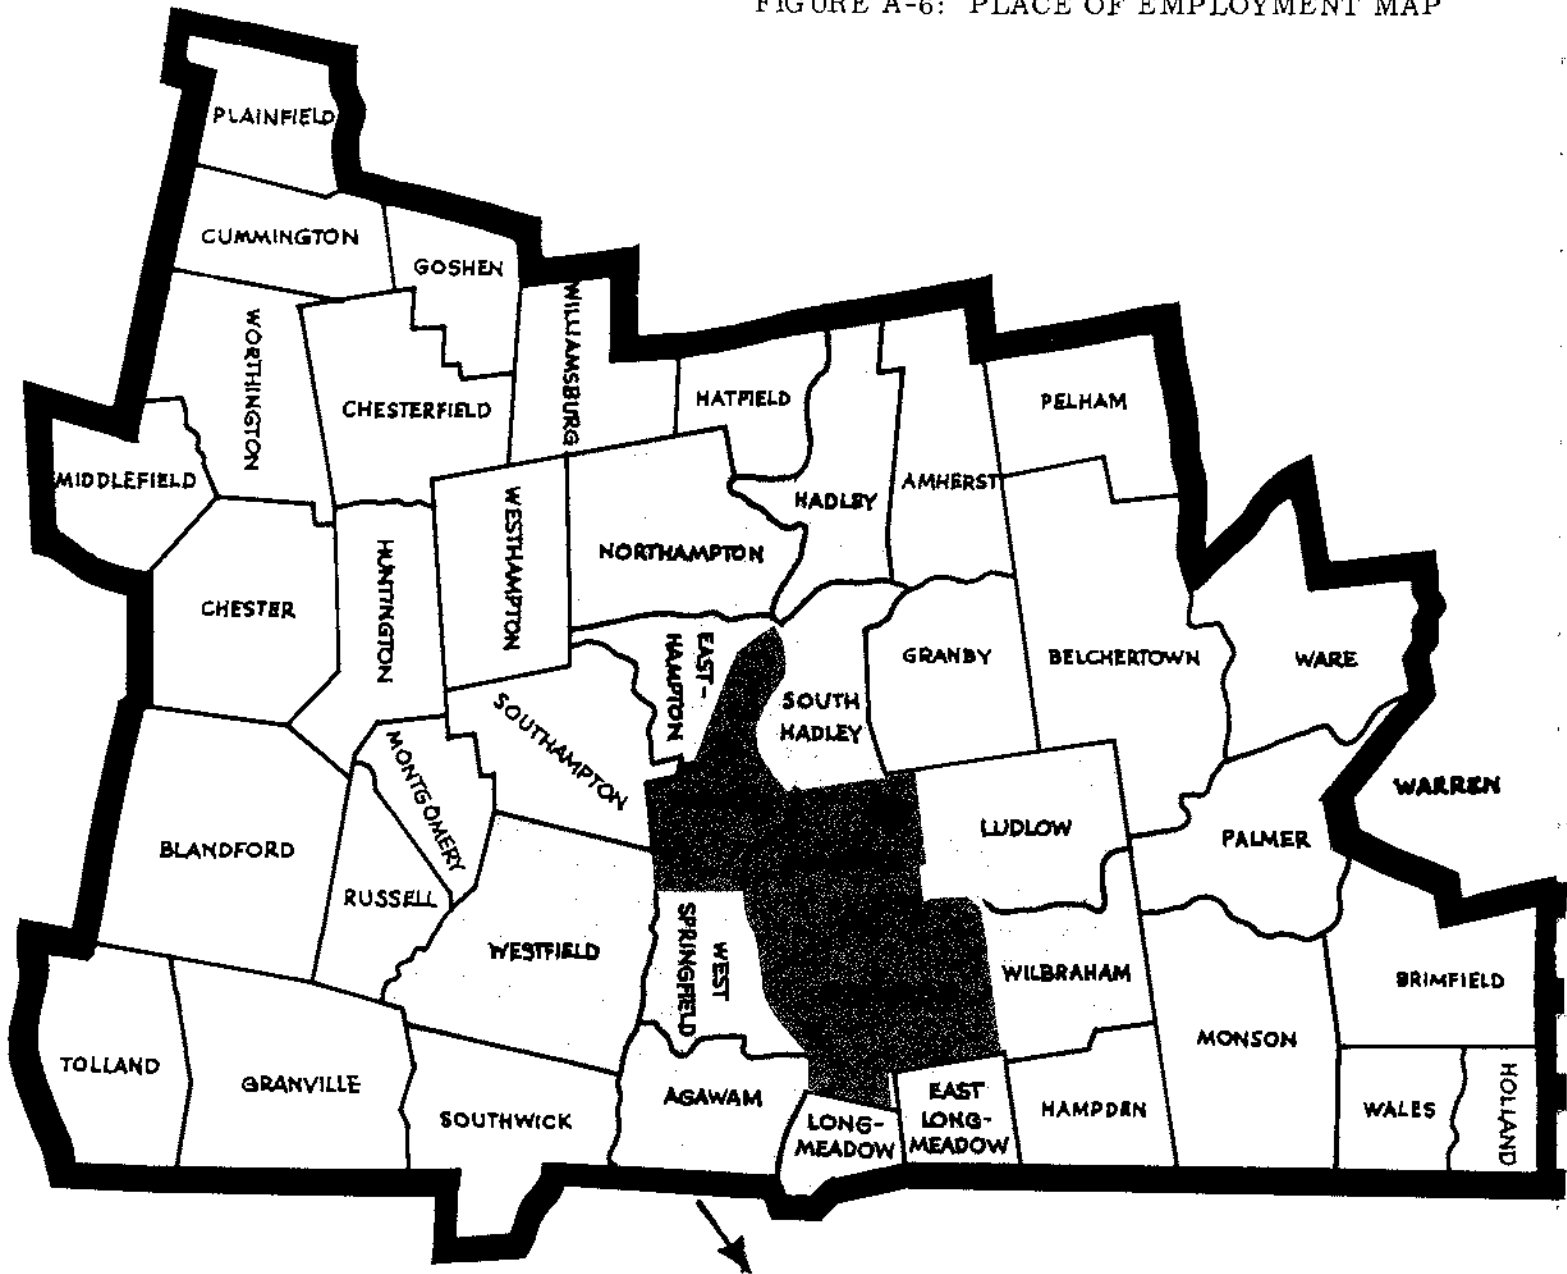 FIGURE A-6: PLACE OF EMPLOYMENT MAP
PLAINFIELD
CUMMINGTON
GOSHEN
WORTHINGTON
CHESTERFIELD
WILLIAMSBURG
HATFIELD
PELHAM
MIDDLEFIELD
WESTHAMPTON
HADLEY
AMHERST
NORTHAMPTON
CHESTER
HUNTINGTON
EAST-
HAMPTON
SOUTH
HADLEY
GRANBY
BELCHERTOWN
WARE
SOUTHAMPTON
MONTGOMERY
WARREN
BLANDFORD
LUDLOW
PALMER
RUSSELL
WESTFIELD
WEST
SPRINGFIELD
WILBRAHAM
BRIMFIELD
MONSON
TOLLAND
GRANVILLE
SOUTHWICK
AGAWAM
LONG-
MEADOW
EAST
LONG-
MEADOW
HAMPDEN
WALES
HOLLAND